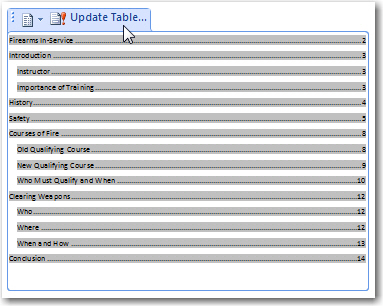 Update Table...
Firearms In-Service 2
Introduction 3
Instructor 3
Importance of Training 3
History 4
Safety 5
Courses of Fire 8
Old Qualifying Course 8
New Qualifying Course 9
Who Must Qualify and When 10
Clearing Weapons 12
Who 12
Where 12
When and How 13
Conclusion 14